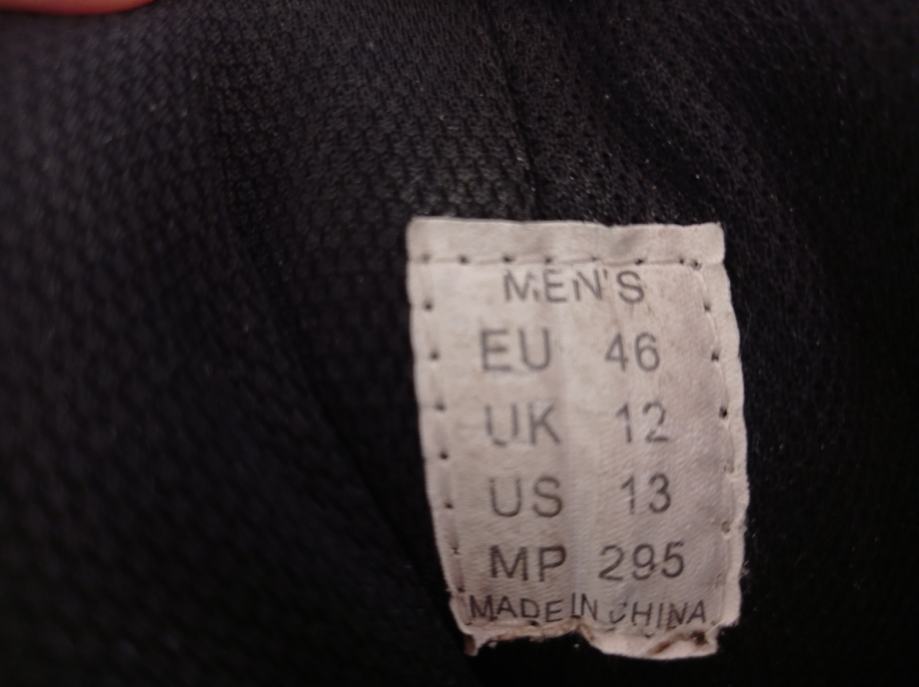 MEN'S
EU 46
UK 12
US 13
MP 295
MADE IN CHINA